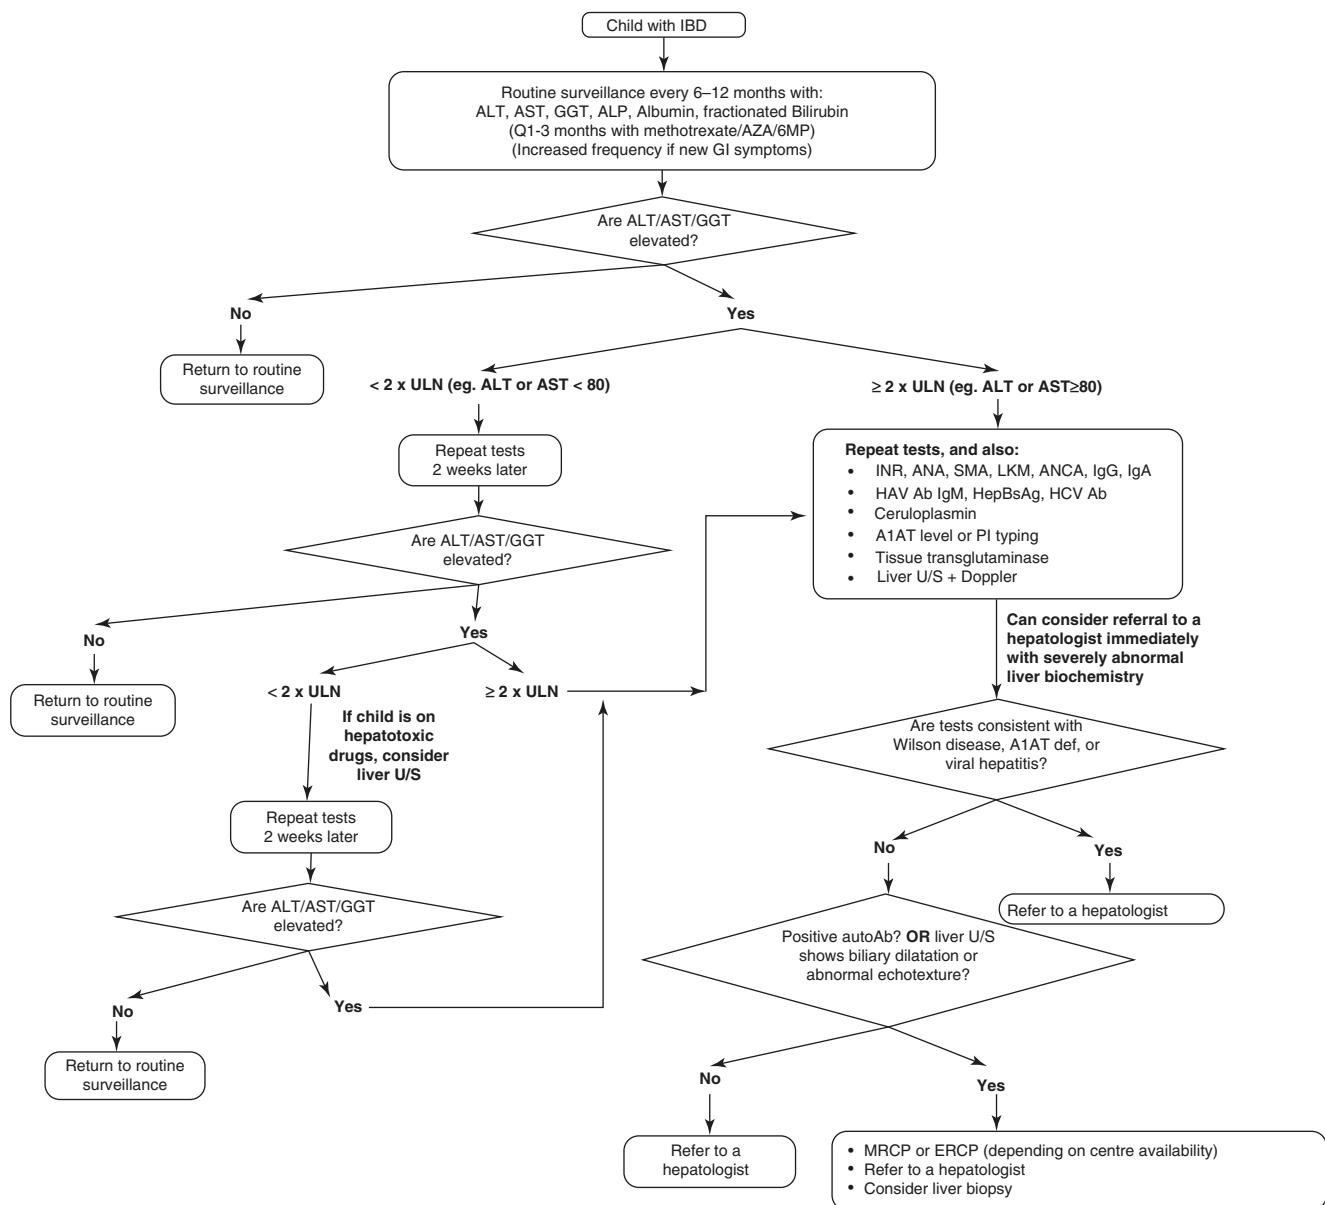 Child with IBD
Routine surveillance every 6–12 months with:
ALT, AST, GGT, ALP, Albumin, fractionated Bilirubin
(Q1-3 months with methotrexate/AZA/6MP)
(Increased frequency if new GI symptoms)
Are ALT/AST/GGT
elevated?
No
Yes
Return to routine
surveillance
< 2 x ULN (eg. ALT or AST < 80)
≥ 2 x ULN (eg. ALT or AST≥80)
Repeat tests
2 weeks later
Repeat tests, and also:
• INR, ANA, SMA, LKM, ANCA, IgG, IgA
• HAV Ab IgM, HepBsAg, HCV Ab
• Ceruloplasmin
• A1AT level or PI typing
• Tissue transglutaminase
• Liver U/S + Doppler
Are ALT/AST/GGT
elevated?
No
Yes
Return to routine
surveillance
< 2 x ULN
≥ 2 x ULN
If child is on
hepatotoxic
drugs, consider
liver U/S
Can consider referral to a
hepatologist immediately
with severely abnormal
liver biochemistry
Are tests consistent with
Wilson disease, A1AT def, or
viral hepatitis?
Repeat tests
2 weeks later
No
Yes
Refer to a hepatologist
Are ALT/AST/GGT
elevated?
Positive autoAb? OR liver U/S
shows biliary dilatation or
abnormal echotexture?
No
Yes
Return to routine
surveillance
No
Yes
Refer to a
hepatologist
• MRCP or ERCP (depending on centre availability)
• Refer to a hepatologist
• Consider liver biopsy